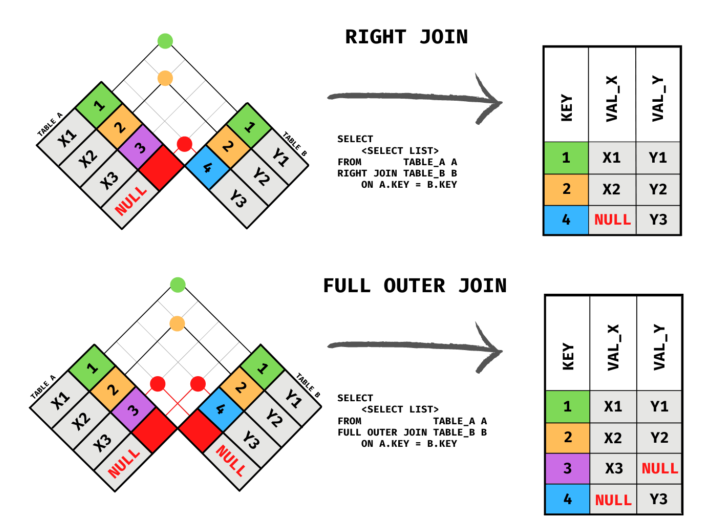 RIGHT JOIN
TABLE_A
1
X1
2
X2
3
X3
NULL
TABLE_B
1
Y1
2
Y2
4
Y3
SELECT
<SELECT LIST>
FROM TABLE_A A
RIGHT JOIN TABLE_B B
ON A.KEY = B.KEY
KEY VAL_X VAL_Y
1 X1 Y1
2 X2 Y2
4 NULL Y3
FULL OUTER JOIN
TABLE_A
1
X1
2
X2
3
X3
NULL
TABLE_B
1
Y1
2
Y2
4
Y3
NULL
SELECT
<SELECT LIST>
FROM TABLE_A A
FULL OUTER JOIN TABLE_B B
ON A.KEY = B.KEY
KEY VAL_X VAL_Y
1 X1 Y1
2 X2 Y2
3 X3 NULL
4 NULL Y3